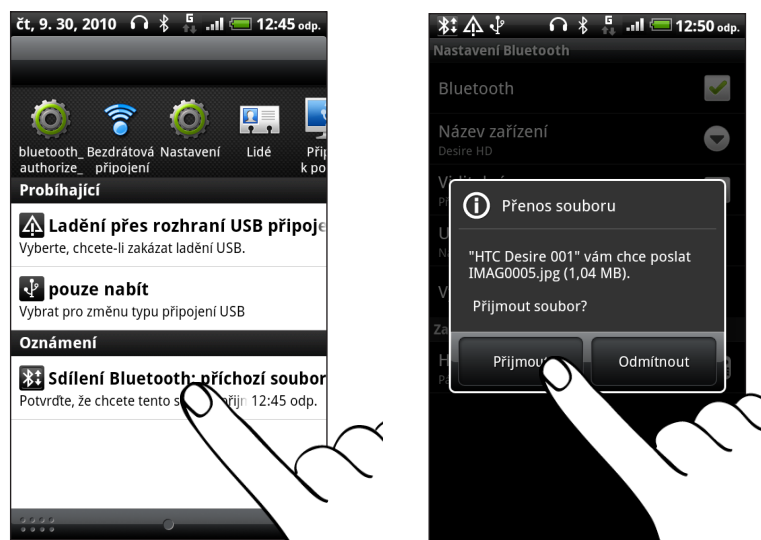 čt, 9. 30, 2010
G
12:45 odp.
bluetooth_
authorize_
Bezdrátová
připojení
Nastavení
Lidé
Probíhající
Ladění přes rozhraní USB připoje
Vyberte, chcete-li zakázat ladění USB.
pouze nabít
Vybrat pro změnu typu připojení USB
Oznámení
Sdílení Bluetooth: příchozí soubor
Potvrďte, že chcete tento 12:45 odp.
G
12:50 odp.
Nastavení Bluetooth
Bluetooth
Název zařízení
Desire HD
Přenos souboru
"HTC Desire 001" vám chce poslat
IMAG0005.jpg (1,04 MB).
Přijmout soubor?
Přijmout
Odmítnout